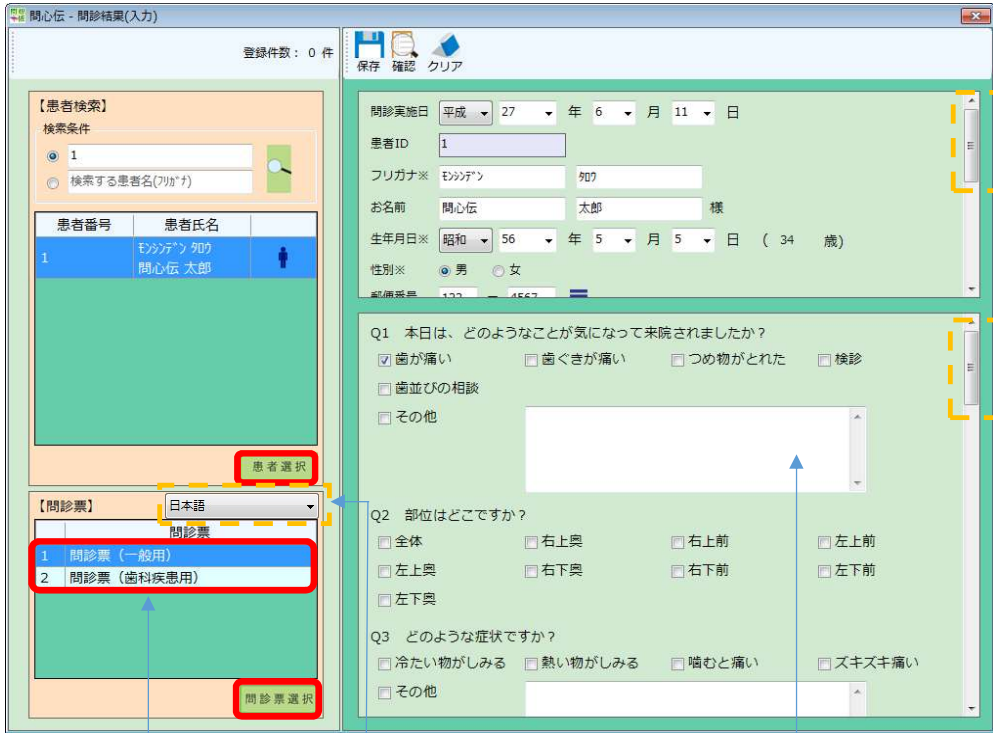 問心伝 - 問診結果(入力)
登録件数： 0 件
保存 確認 クリア
【患者検索】
検索条件
1
検索する患者名(ﾌﾘｶﾞﾅ)
患者番号 患者氏名
1 ﾓﾝｼﾝﾃﾞﾝ ﾀﾛｳ
問心伝 太郎
患者選択
【問診票】 日本語
問診票
1 問診票（一般用）
2 問診票（歯科疾患用）
問診票選択
問診実施日 平成 27 年 6 月 11 日
患者ID 1
フリガナ※ ﾓﾝｼﾝﾃﾞﾝ ﾀﾛｳ
お名前 問心伝 太郎 様
生年月日※ 昭和 56 年 5 月 5 日 ( 34 歳)
性別※ 男 女
郵便番号 123 － 4567
Q1 本日は、どのようなことが気になって来院されましたか？
歯が痛い 歯ぐきが痛い つめ物がとれた 検診
歯並びの相談
その他
Q2 部位はどこですか？
全体 右上奥 右上前 左上前
左上奥 右下奥 右下前 左下前
左下奥
Q3 どのような症状ですか？
冷たい物がしみる 熱い物がしみる 噛むと痛い ズキズキ痛い
その他